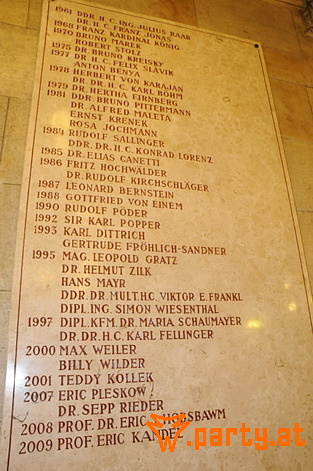 1961 DDR. H. C. ING. JULIUS RAAB
DR. H. C. FRANZ JONAS
1968 FRANZ KARDINAL KÖNIG
1970 BRUNO MAREK
ROBERT STOLZ
1975 DR. BRUNO KREISKY
1977 DR. H. C. FELIX SLAVIK
ANTON BENYA
1978 HERBERT VON KARAJAN
DR. DR. H. C. KARL BÖHM
1979 DR. HERTHA FIRNBERG
1981 DDR. BRUNO PITTERMANN
DR. ALFRED MALETA
ERNST KRENEK
ROSA JOCHMANN
1984 RUDOLF SALLINGER
DDR. DR. H. C. KONRAD LORENZ
1985 DR. ELIAS CANETTI
1986 FRITZ HOCHWÄLDER
DR. RUDOLF KIRCHSCHLÄGER
1987 LEONARD BERNSTEIN
1988 GOTTFRIED VON EINEM
1990 RUDOLF PÖDER
1992 SIR KARL POPPER
1993 KARL DITTRICH
GERTRUDE FRÖHLICH-SANDNER
1995 MAG. LEOPOLD GRATZ
DR. HELMUT ZILK
HANS MAYR
DDR. DR. MULT. H.C. VIKTOR E. FRANKL
DIPL. ING. SIMON WIESENTHAL
1997 DIPL. KFM. DR. MARIA SCHAUMAYER
DR. DR. H. C. KARL FELLINGER
2000 MAX WEILER
BILLY WILDER
2001 TEDDY KOLLEK
2007 ERIC PLESKOW
DR. SEPP RIEDER
2008 PROF. DR. ERIC HOBSBAWM
2009 PROF. ERIC KANDEL
party.at